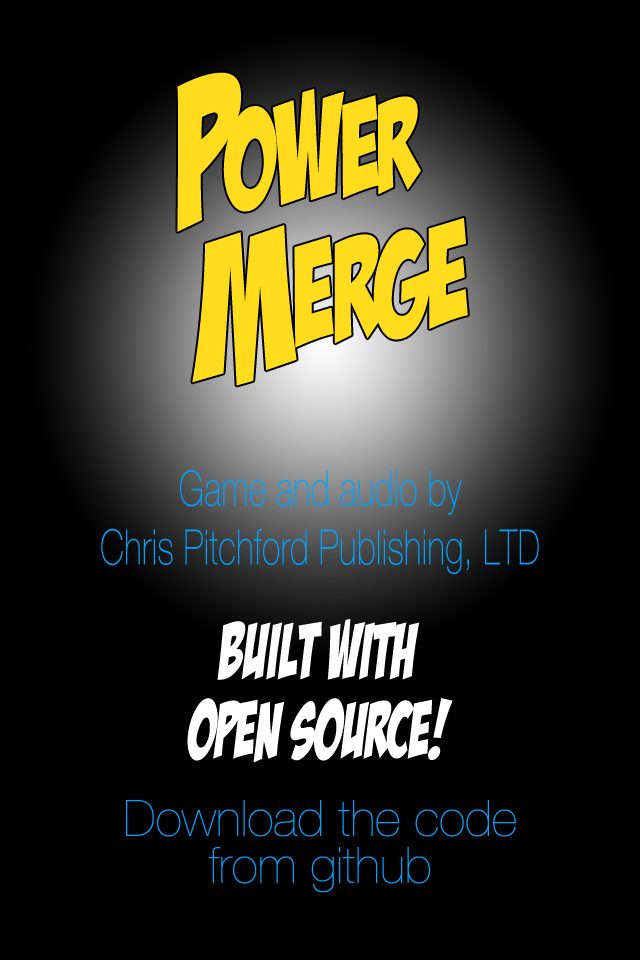 POWER
MERGE
Game and audio by
Chris Pitchford Publishing, LTD
BUILT WITH
OPEN SOURCE!
Download the code
from github